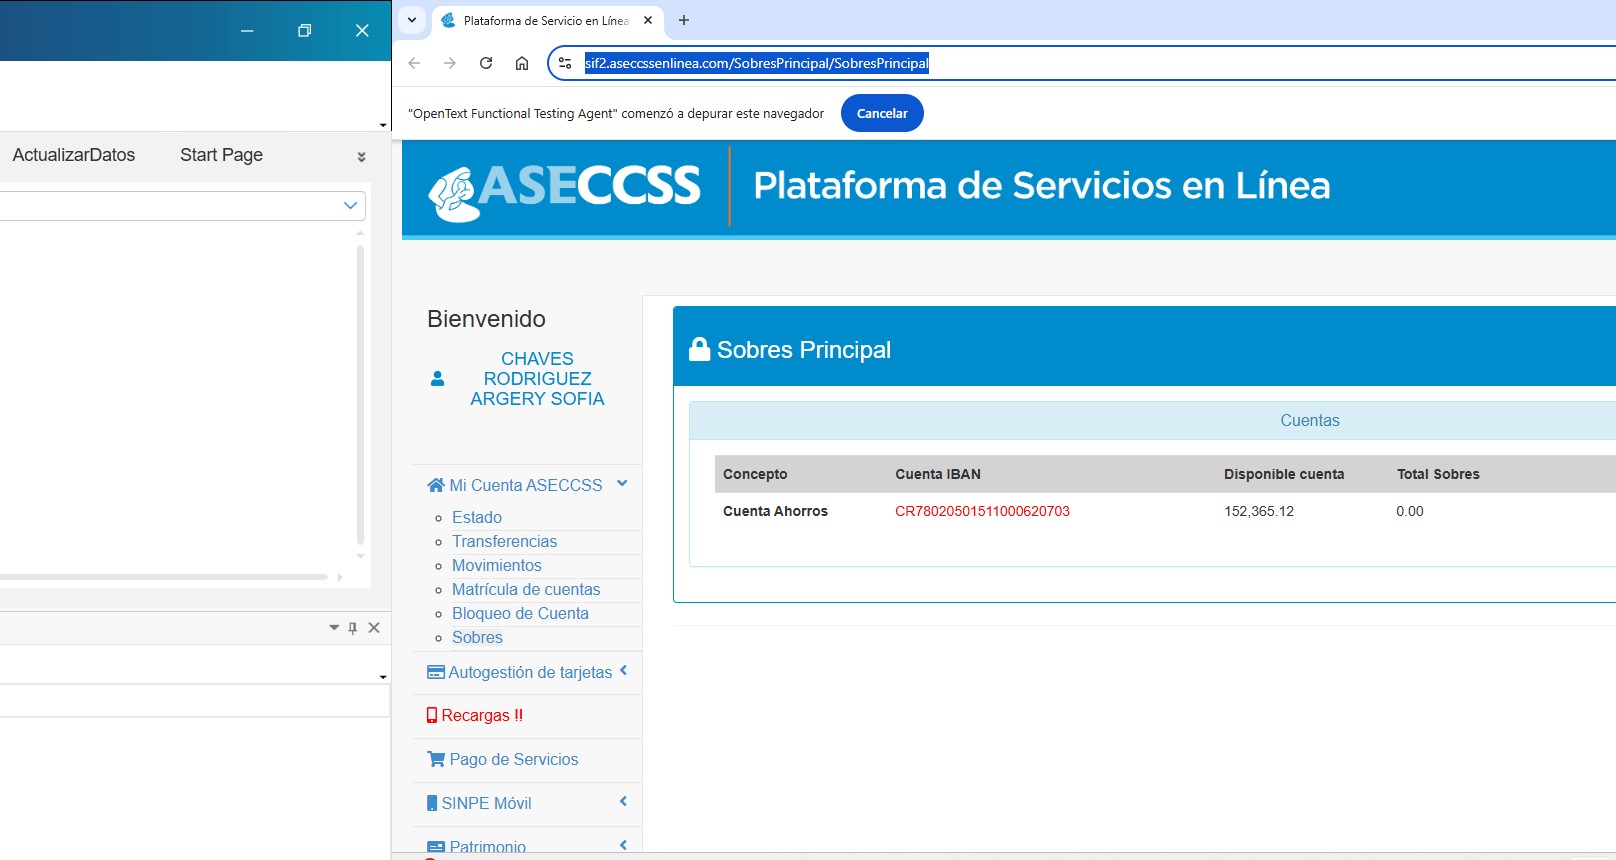 Plataforma de Servicio en Línea
sif2.aseccssenlinea.com/SobresPrincipal/SobresPrincipal
"OpenText Functional Testing Agent" comenzó a depurar este navegador
Cancelar
ActualizarDatos
Start Page
ASECCSS
Plataforma de Servicios en Línea
Bienvenido
CHAVES
RODRIGUEZ
ARGERY SOFIA
Mi Cuenta ASECCSS
Estado
Transferencias
Movimientos
Matrícula de cuentas
Bloqueo de Cuenta
Sobres
Autogestión de tarjetas
Recargas !!
Pago de Servicios
SINPE Móvil
Patrimonio
Sobres Principal
Cuentas
Concepto Cuenta IBAN Disponible cuenta Total Sobres
Cuenta Ahorros CR78020501511000620703 152,365.12 0.00